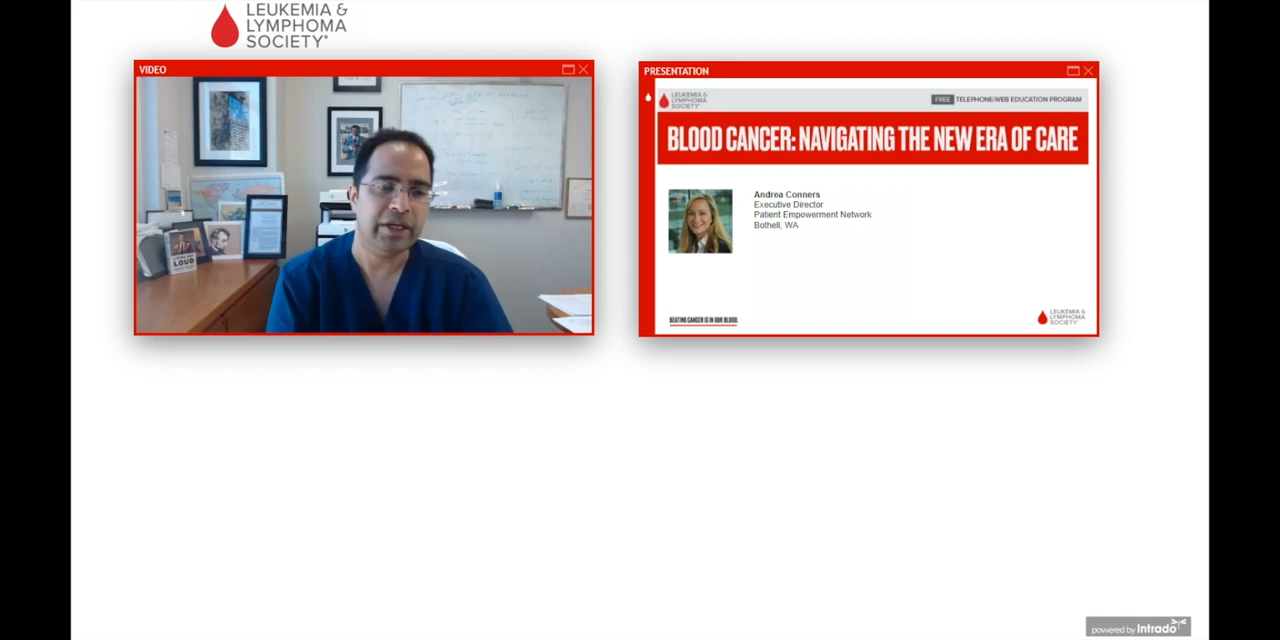 LEUKEMIA &
LYMPHOMA
SOCIETY®
VIDEO
LOUD
PRESENTATION
LEUKEMIA &
LYMPHOMA
SOCIETY®
FREE TELEPHONE/WEB EDUCATION PROGRAM
BLOOD CANCER: NAVIGATING THE NEW ERA OF CARE
Andrea Conners
Executive Director
Patient Empowerment Network
Bothell, WA
BEATING CANCER IS IN OUR BLOOD.
LEUKEMIA &
LYMPHOMA
SOCIETY®
powered by intrado